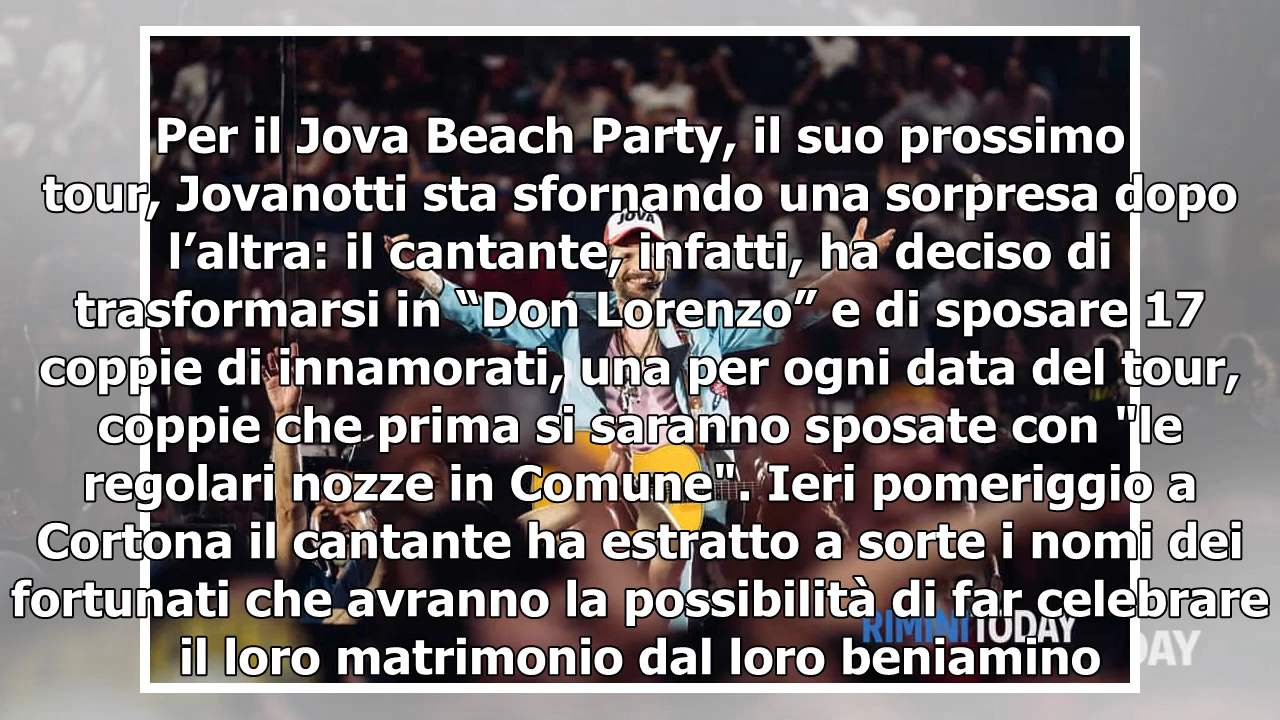 Per il Jova Beach Party, il suo prossimo
tour, Jovanotti sta sfornando una sorpresa dopo
l’altra: il cantante, infatti, ha deciso di
trasformarsi in “Don Lorenzo” e di sposare 17
coppie di innamorati, una per ogni data del tour,
coppie che prima si saranno sposate con "le
regolari nozze in Comune". Ieri pomeriggio a
Cortona il cantante ha estratto a sorte i nomi dei
fortunati che avranno la possibilità di far celebrare
il loro matrimonio dal loro beniamino
JOVA
RIMINITODAY
DAY